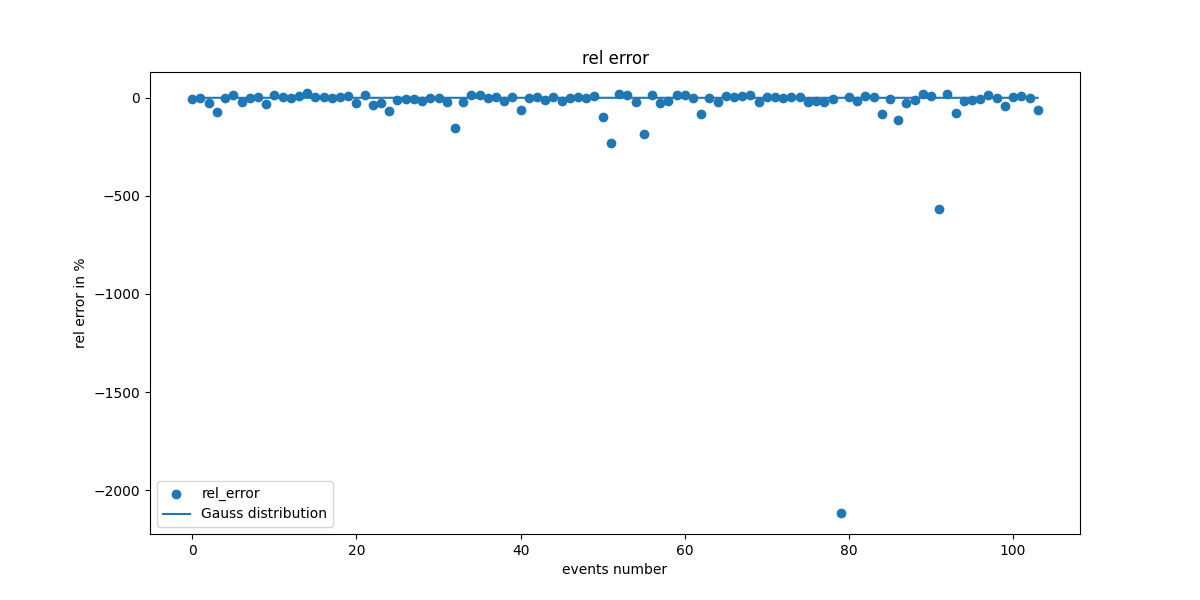 rel error
0
−500
−1000
−1500
−2000
rel error in %
rel_error
Gauss distribution
0 20 40 60 80 100
events number